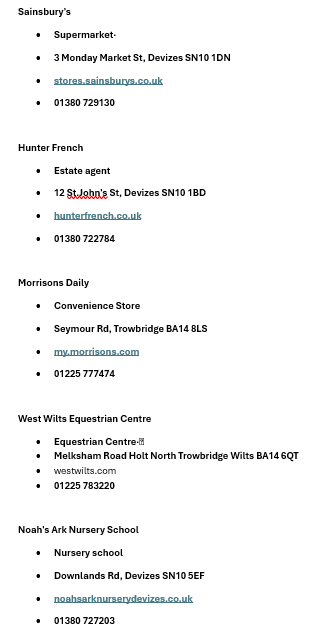 Sainsbury's
• Supermarket·
• 3 Monday Market St, Devizes SN10 1DN
• stores.sainsburys.co.uk
• 01380 729130
Hunter French
• Estate agent
• 12 St.John's St, Devizes SN10 1BD
• hunterfrench.co.uk
• 01380 722784
Morrisons Daily
• Convenience Store
• Seymour Rd, Trowbridge BA14 8LS
• my.morrisons.com
• 01225 777474
West Wilts Equestrian Centre
• Equestrian Centre·
• Melksham Road Holt North Trowbridge Wilts BA14 6QT
• westwilts.com
• 01225 783220
Noah's Ark Nursery School
• Nursery school
• Downlands Rd, Devizes SN10 5EF
• noahsarknurserydevizes.co.uk
• 01380 727203